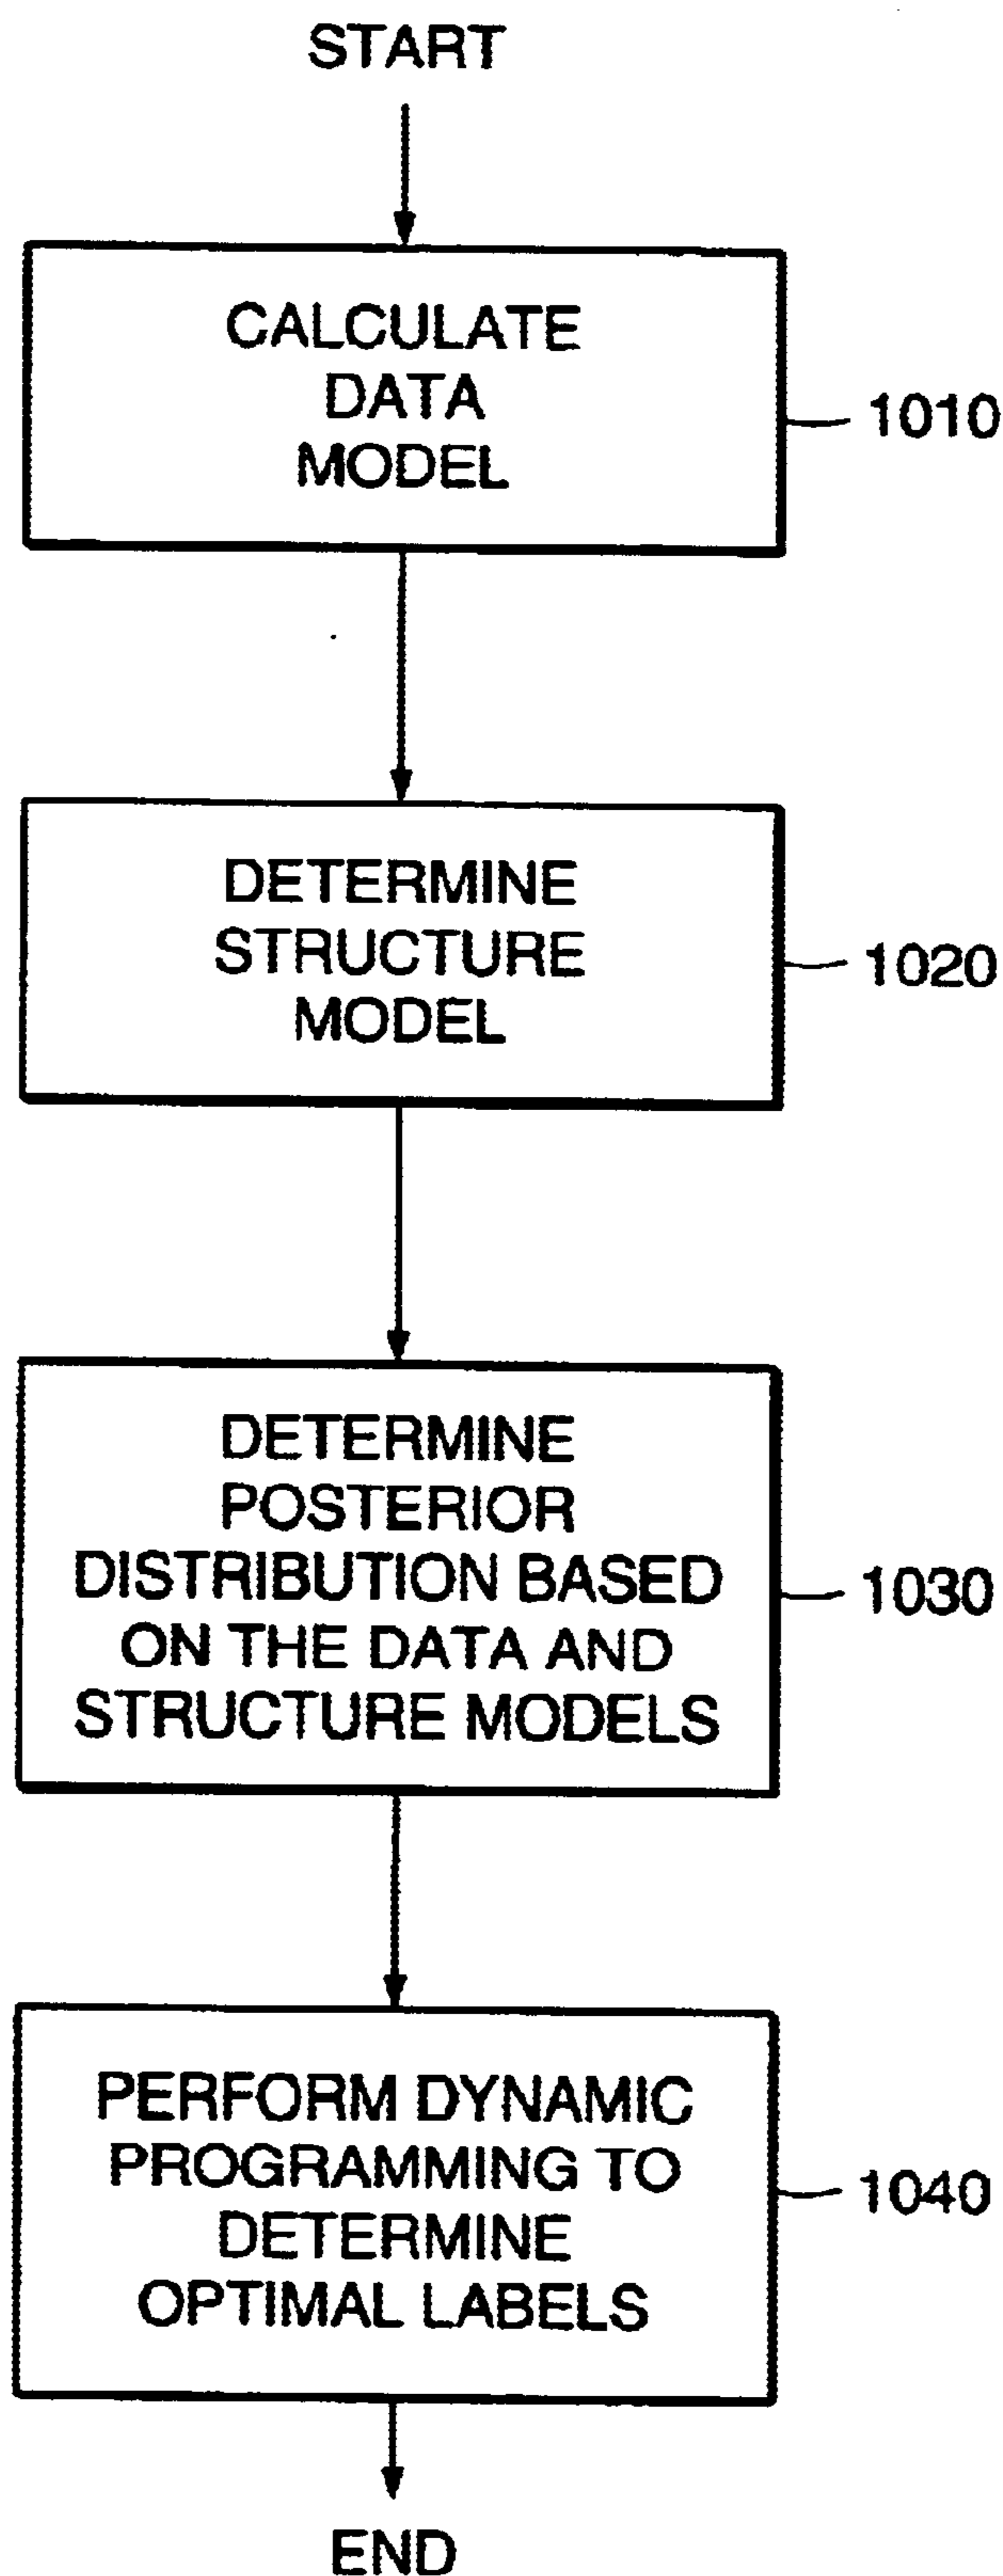 START
CALCULATE
DATA
MODEL
1010
DETERMINE
STRUCTURE
MODEL
1020
DETERMINE
POSTERIOR
DISTRIBUTION BASED
ON THE DATA AND
STRUCTURE MODELS
1030
PERFORM DYNAMIC
PROGRAMMING TO
DETERMINE
OPTIMAL LABELS
1040
END